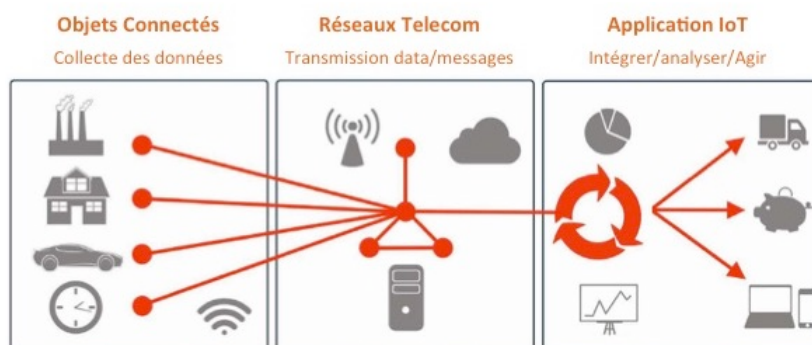 Objets Connectés
Collecte des données
Réseaux Telecom
Transmission data/messages
Application IoT
Intégrer/analyser/Agir